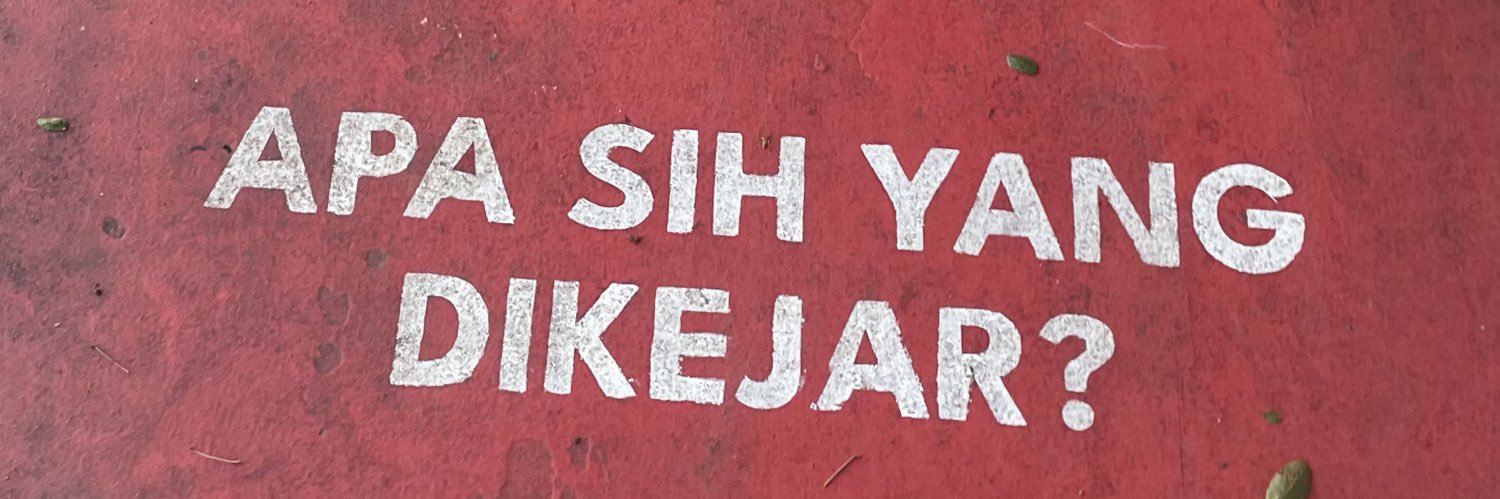 APA SIH YANG
DIKEJAR?